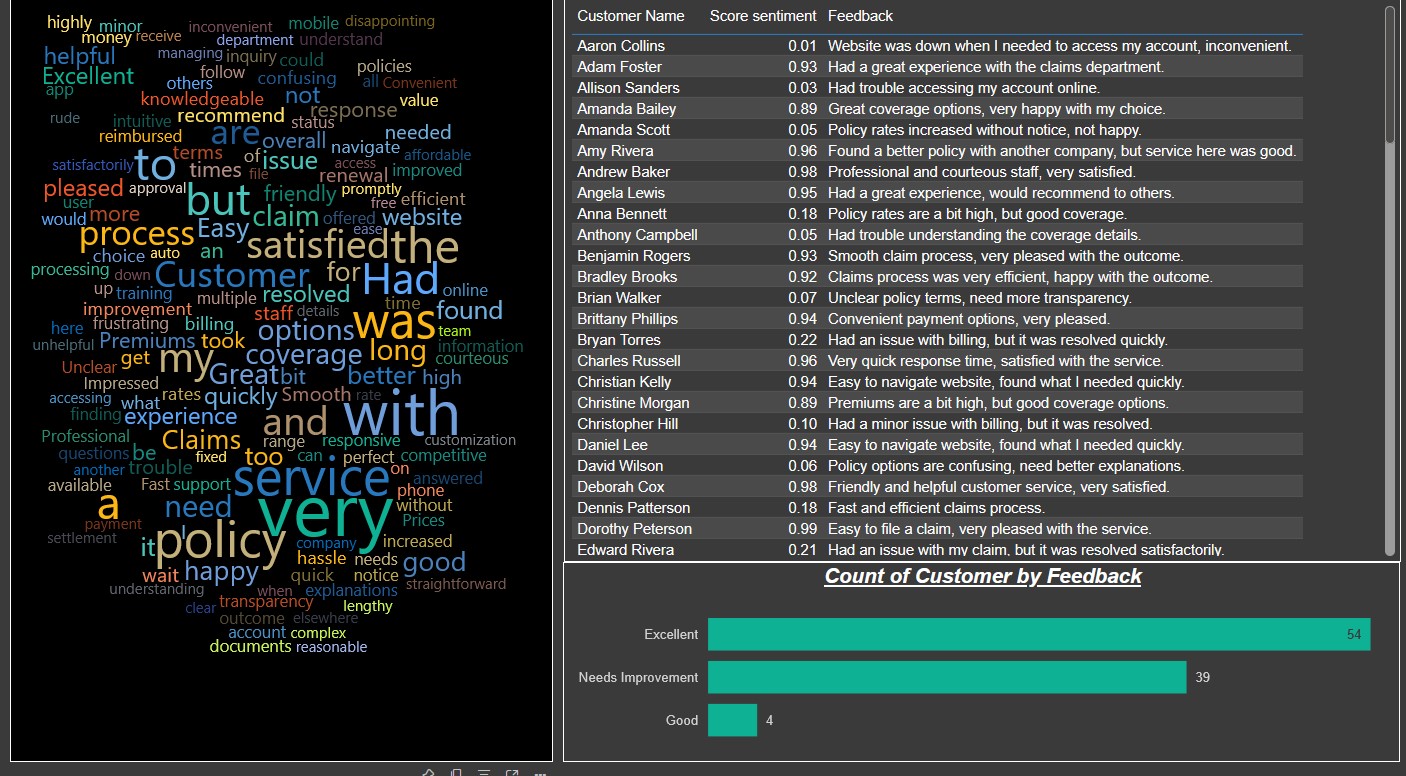 highly minor inconvenient mobile disappointing
money receive department understand
helpful managing inquiry could
Excellent others follow confusing policies
app all Convenient
knowledgeable not response value
rude intuitive recommend status
reimbursed are overall navigate needed
satisfactorily to terms of issue access affordable
times file renewal improved
pleased approval but friendly promptly efficient
user free
would more claim offered website
process Easy ease
choice auto an satisfied the
processing down Customer for Had
up training multiple resolved online
improvement staff details time found
here frustrating billing options was team
unhelpful Premiums took information
Unclear get my coverage long courteous
Impressed Great bit better high
accessing what rates quickly Smooth rate
finding experience and with
Professional Claims range responsive customization
questions be fixed too can perfect competitive
another trouble service on answered
available Fast support phone
a need very without
payment Prices
settlement it I policy company increased
hassle needs good
wait happy quick notice straightforward
understanding when explanations
clear transparency lengthy
outcome elsewhere
account complex
documents reasonable
Customer Name Score sentiment Feedback
Aaron Collins 0.01 Website was down when I needed to access my account, inconvenient.
Adam Foster 0.93 Had a great experience with the claims department.
Allison Sanders 0.03 Had trouble accessing my account online.
Amanda Bailey 0.89 Great coverage options, very happy with my choice.
Amanda Scott 0.05 Policy rates increased without notice, not happy.
Amy Rivera 0.96 Found a better policy with another company, but service here was good.
Andrew Baker 0.98 Professional and courteous staff, very satisfied.
Angela Lewis 0.95 Had a great experience, would recommend to others.
Anna Bennett 0.18 Policy rates are a bit high, but good coverage.
Anthony Campbell 0.05 Had trouble understanding the coverage details.
Benjamin Rogers 0.93 Smooth claim process, very pleased with the outcome.
Bradley Brooks 0.92 Claims process was very efficient, happy with the outcome.
Brian Walker 0.07 Unclear policy terms, need more transparency.
Brittany Phillips 0.94 Convenient payment options, very pleased.
Bryan Torres 0.22 Had an issue with billing, but it was resolved quickly.
Charles Russell 0.96 Very quick response time, satisfied with the service.
Christian Kelly 0.94 Easy to navigate website, found what I needed quickly.
Christine Morgan 0.89 Premiums are a bit high, but good coverage options.
Christopher Hill 0.10 Had a minor issue with billing, but it was resolved.
Daniel Lee 0.94 Easy to navigate website, found what I needed quickly.
David Wilson 0.06 Policy options are confusing, need better explanations.
Deborah Cox 0.98 Friendly and helpful customer service, very satisfied.
Dennis Patterson 0.18 Fast and efficient claims process.
Dorothy Peterson 0.99 Easy to file a claim, very pleased with the service.
Edward Rivera 0.21 Had an issue with my claim, but it was resolved satisfactorily.
Count of Customer by Feedback
Excellent 54
Needs Improvement 39
Good 4